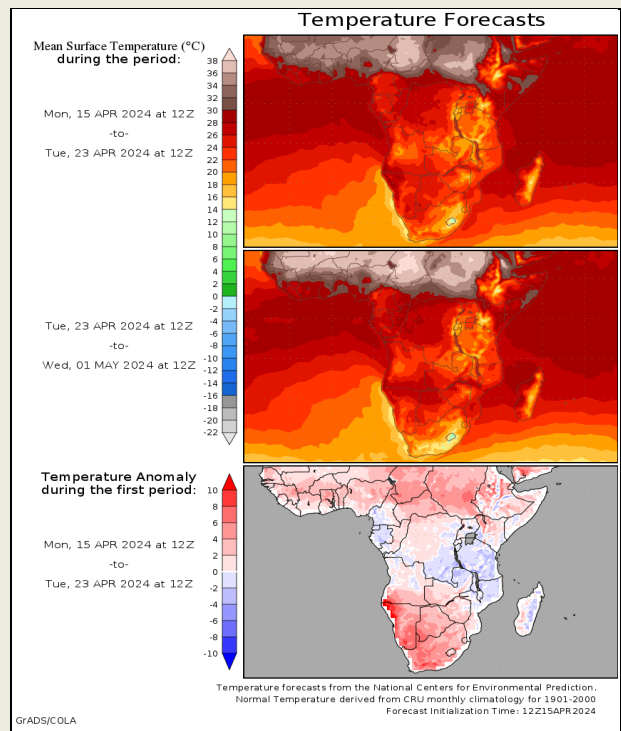 Temperature Forecasts
Mean Surface Temperature (°C)
during the period:
38
36
34
32
30
28
26
24
22
20
18
16
14
12
10
8
6
4
2
0
-2
-4
-6
-8
-10
-12
-14
-16
-18
-20
-22
Mon, 15 APR 2024 at 12Z
-to-
Tue, 23 APR 2024 at 12Z
Tue, 23 APR 2024 at 12Z
-to-
Wed, 01 MAY 2024 at 12Z
Temperature Anomaly
during the first period:
10
8
6
4
2
0
-2
-4
-6
-8
-10
Mon, 15 APR 2024 at 12Z
-to-
Tue, 23 APR 2024 at 12Z
Temperature forecasts from the National Centers for Environmental Prediction.
Normal Temperature derived from CRU monthly climatology for 1901-2000
Forecast Initialization Time: 12Z15APR2024
GrADS/COLA